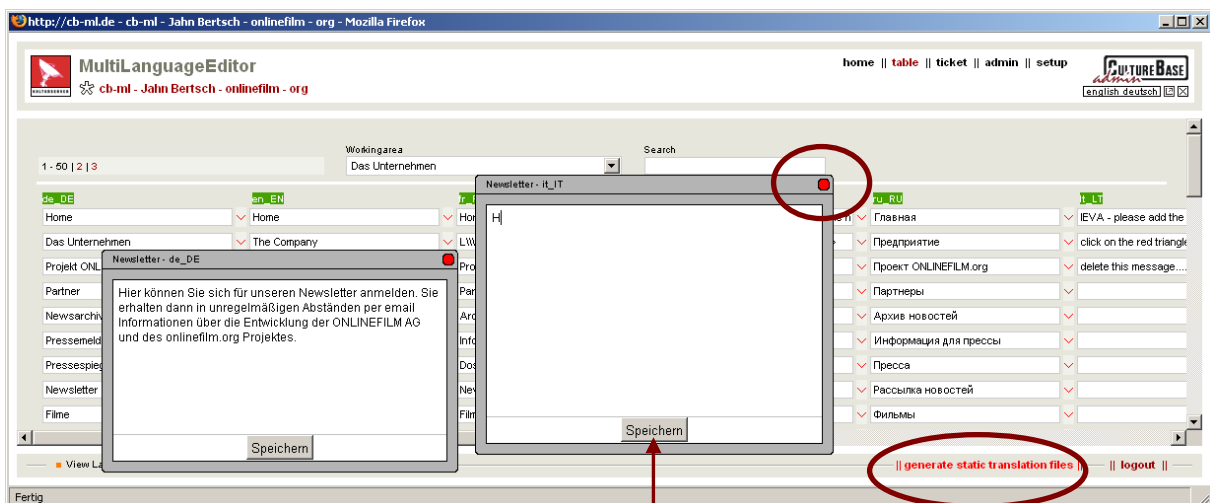 http://cb-ml.de - cb-ml - Jahn Bertsch - onlinefilm - org - Mozilla Firefox
MultiLanguageEditor
cb-ml - Jahn Bertsch - onlinefilm - org
home || table || ticket || admin || setup
CULTUREBASE
admin
english deutsch
Workingarea
Search
1 - 50 | 2 | 3
Das Unternehmen
de_DE
en_EN
ru_RU
lt_LT
Home
Home
Главная
IEVA - please add the
Das Unternehmen
The Company
Предприятие
click on the red triangle
Projekt ONL
Проект ONLINEFILM.org
delete this message....
Partner
Партнеры
Newsarchiv
Архив новостей
Pressemeld
Информация для прессы
Pressespieg
Пресса
Newsletter
Рассылка новостей
Filme
Фильмы
Newsletter - de_DE
Hier können Sie sich für unseren Newsletter anmelden. Sie
erhalten dann in unregelmäßigen Abständen per email
Informationen über die Entwicklung der ONLINEFILM AG
und des onlinefilm.org Projektes.
Speichern
Newsletter - it_IT
H
Speichern
View La
|| generate static translation files ||
|| logout ||
Fertig